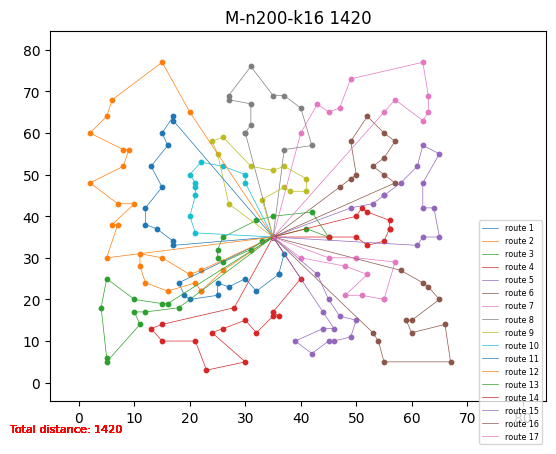 M-n200-k16 1420
80
70
60
50
40
30
20
10
0
0
10
20
30
40
50
60
70
80
route 1
route 2
route 3
route 4
route 5
route 6
route 7
route 8
route 9
route 10
route 11
route 12
route 13
route 14
route 15
route 16
route 17
Total distance: 1420